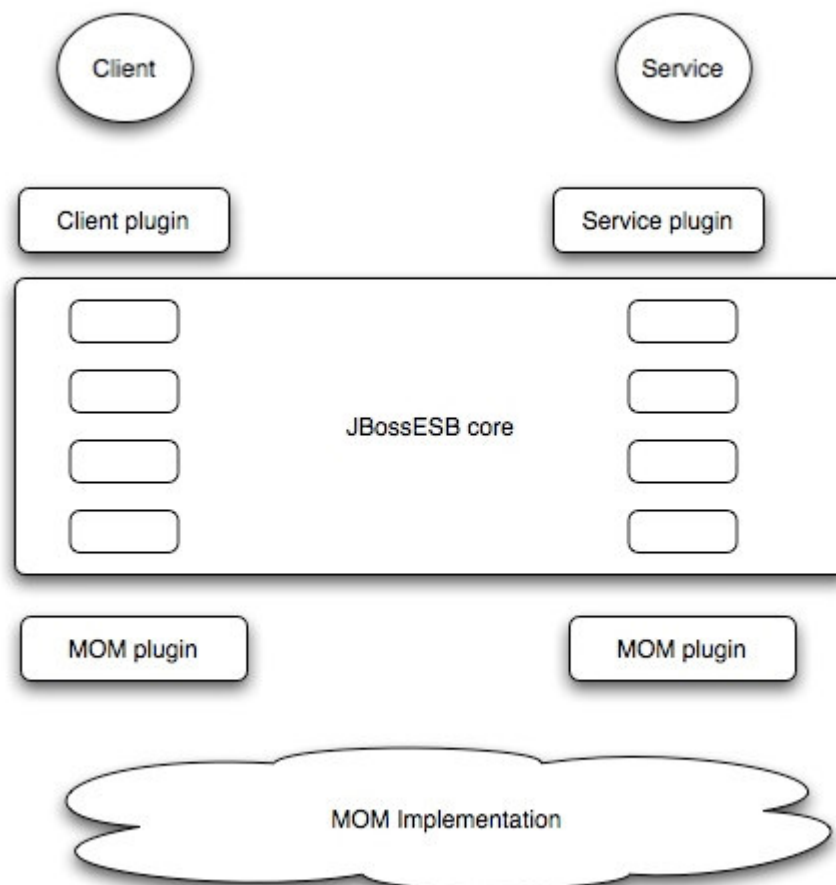 Client
Service
Client plugin
Service plugin
JBossESB core
MOM plugin
MOM plugin
MOM Implementation